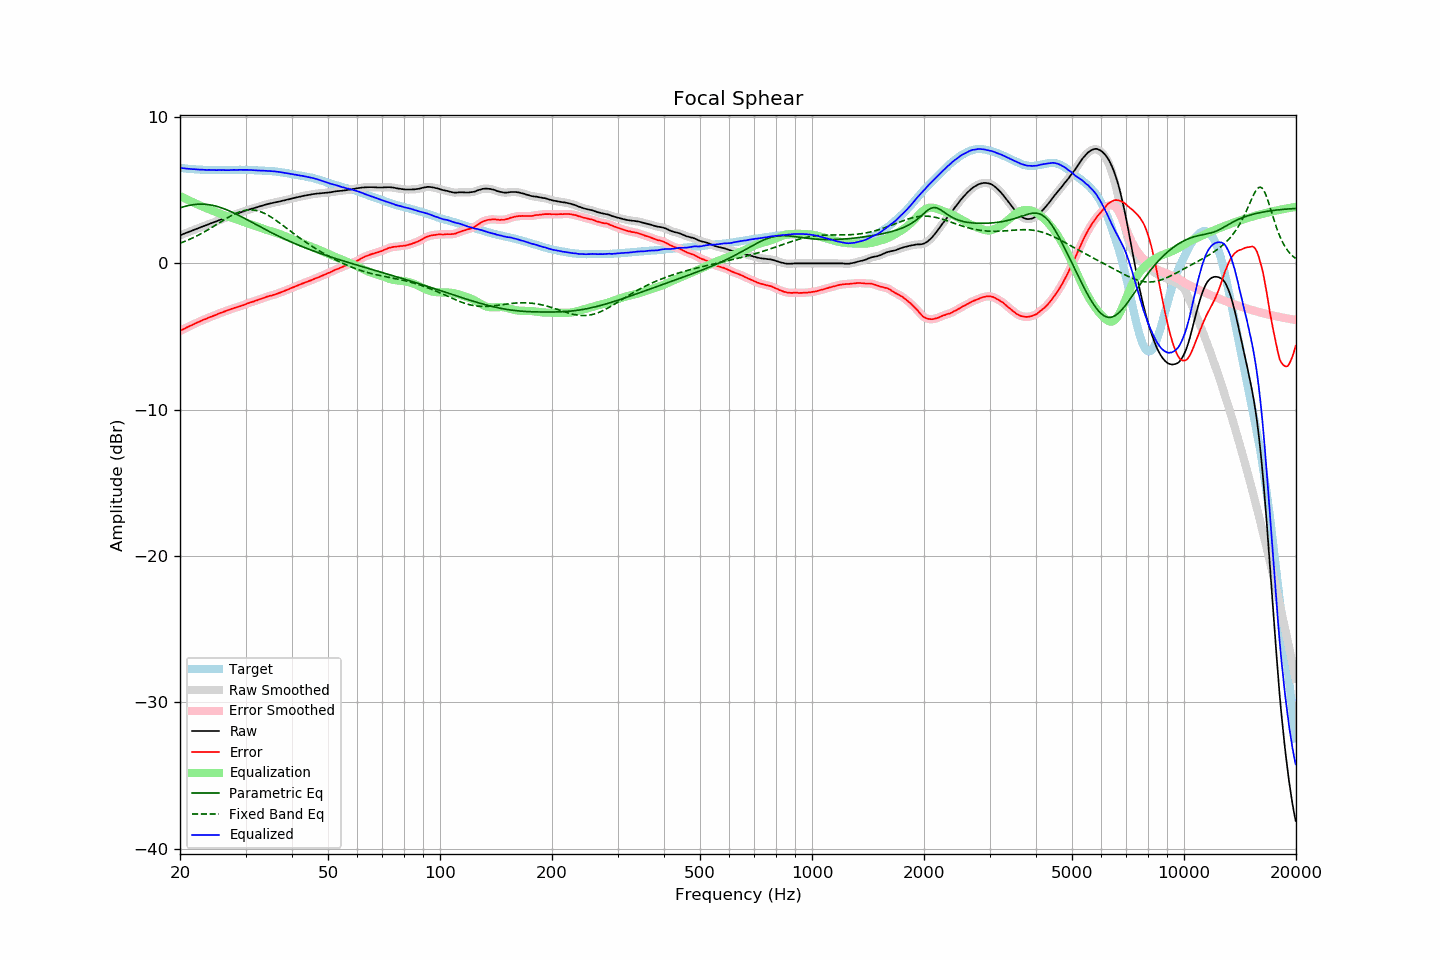 Focal Sphear
Amplitude (dBr)
10
0
−10
−20
−30
−40
Target
Raw Smoothed
Error Smoothed
Raw
Error
Equalization
Parametric Eq
Fixed Band Eq
Equalized
20 50 100 200 500 1000 2000 5000 10000 20000
Frequency (Hz)